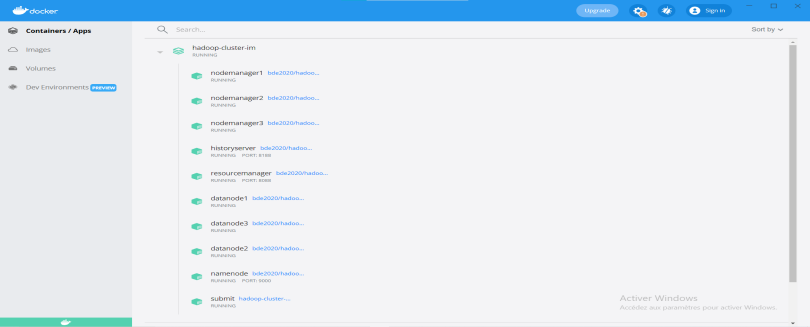 docker
Upgrade
Sign in
Containers / Apps
Images
Volumes
Dev Environments PREVIEW
Search...
Sort by
hadoop-cluster-im
RUNNING
nodemanager1 bde2020/hadoo...
RUNNING
nodemanager2 bde2020/hadoo...
RUNNING
nodemanager3 bde2020/hadoo...
RUNNING
historyserver bde2020/hadoo...
RUNNING PORT: 8188
resourcemanager bde2020/hadoo...
RUNNING PORT: 8088
datanode1 bde2020/hadoo...
RUNNING
datanode3 bde2020/hadoo...
RUNNING
datanode2 bde2020/hadoo...
RUNNING
namenode bde2020/hadoo...
RUNNING PORT: 9000
submit hadoop-cluster-...
RUNNING
Activer Windows
Accédez aux paramètres pour activer Windows.